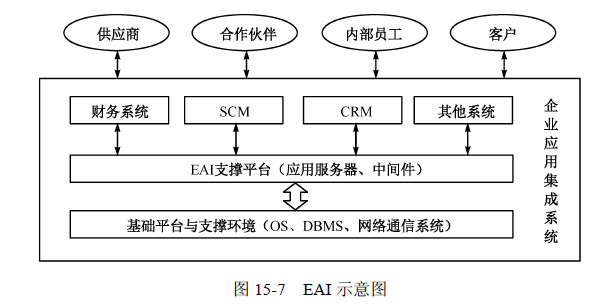 供应商 合作伙伴 内部员工 客户
财务系统 SCM CRM 其他系统
EAI支撑平台（应用服务器、中间件）
基础平台与支撑环境（OS、DBMS、网络通信系统）
企业应用集成系统
图 15-7 EAI 示意图